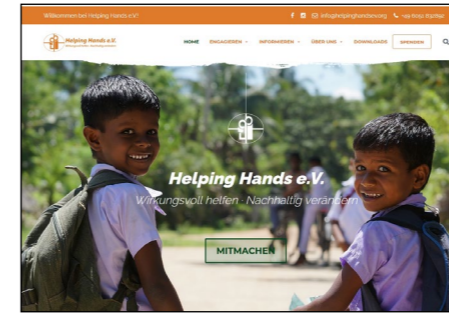 Willkommen bei Helping Hands e.V.!
info@helpinghandsev.org
Helping Hands e.V.
HOME ENGAGIEREN INFORMIEREN ÜBER UNS DOWNLOADS SPENDEN
Helping Hands e.V.
Wirkungsvoll helfen · Nachhaltig verändern
MITMACHEN